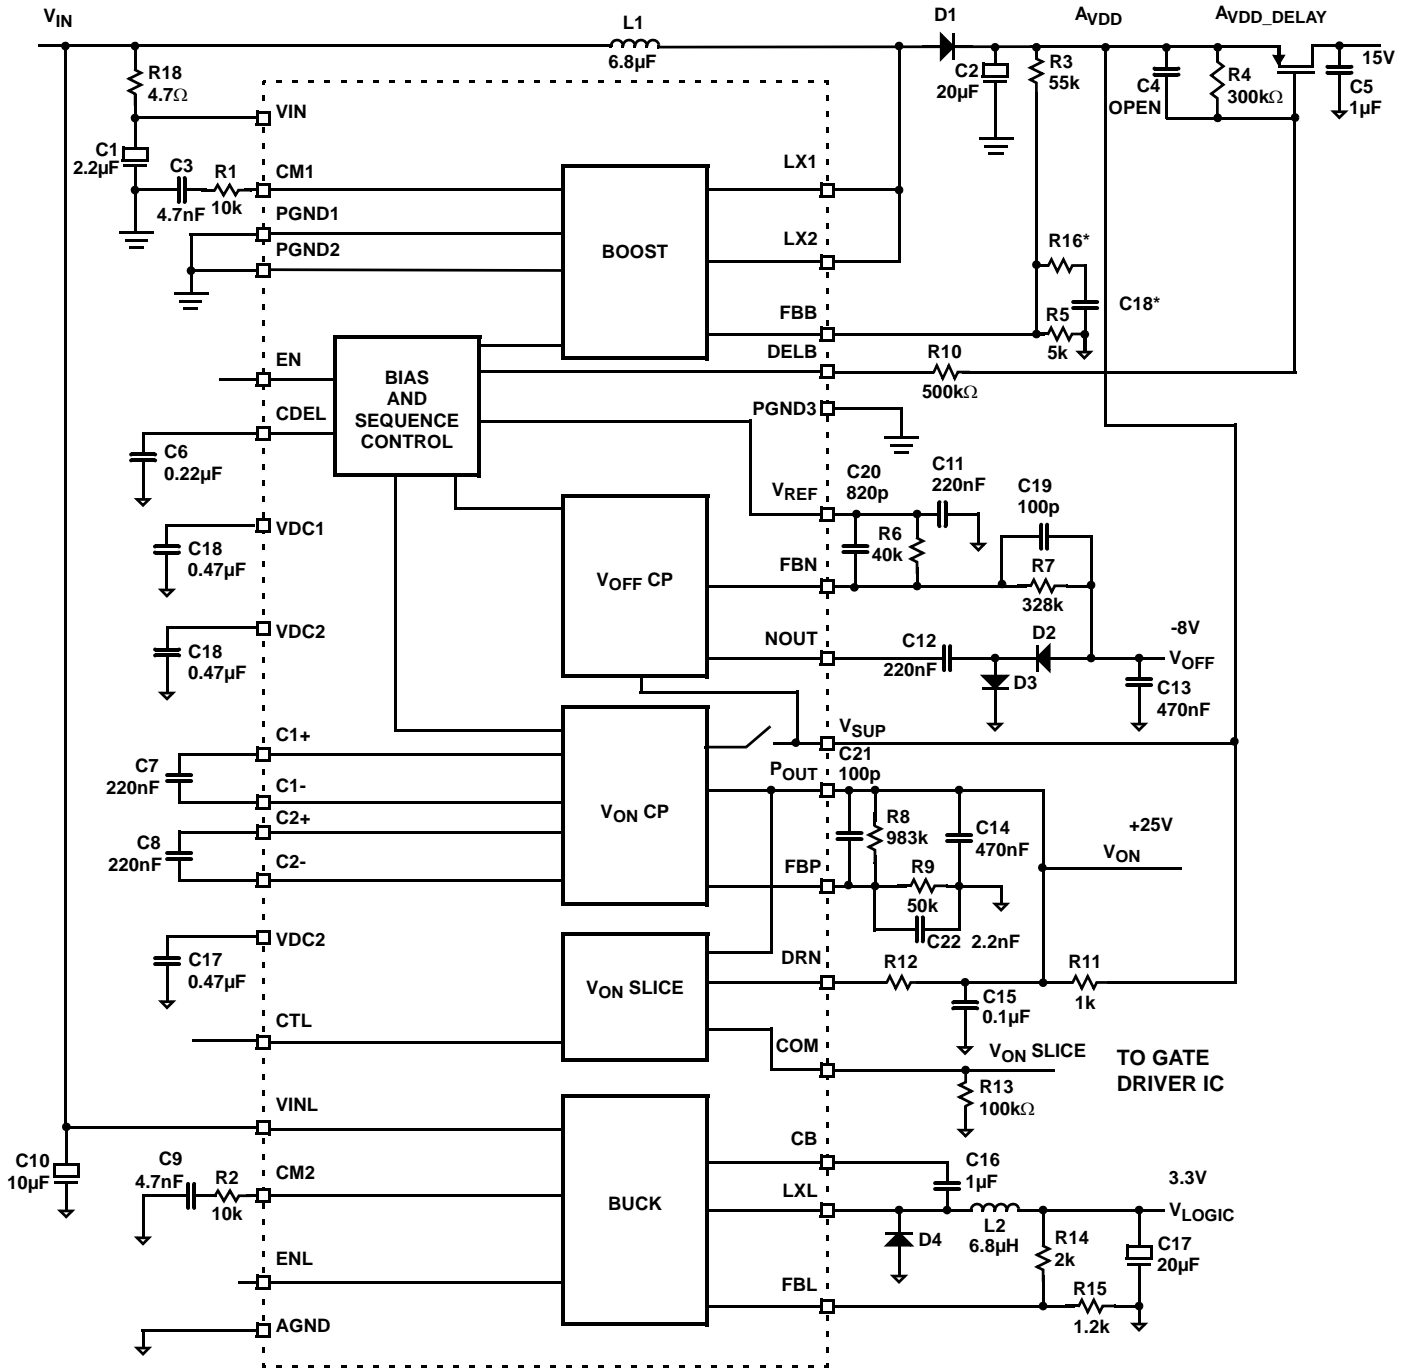 VIN
L1
6.8µF
D1
AVDD
AVDD_DELAY
15V
R18
4.7Ω
C2
20µF
R3
55k
C4
OPEN
R4
300kΩ
C5
1µF
VIN
C1
2.2µF
C3
4.7nF
R1
10k
CM1
LX1
PGND1
PGND2
BOOST
LX2
R16*
C18*
FBB
R5
5k
DELB
R10
500kΩ
EN
BIAS
AND
SEQUENCE
CONTROL
CDEL
PGND3
C6
0.22µF
VREF
C20
820p
C11
220nF
C19
100p
VDC1
C18
0.47µF
R6
40k
VOFF CP
FBN
R7
328k
VDC2
C18
0.47µF
NOUT
C12
220nF
D2
D3
-8V
VOFF
C13
470nF
C1+
VSUP
C7
220nF
C1-
POUT
C21
100p
C2+
VON CP
R8
983k
C14
470nF
+25V
VON
C8
220nF
C2-
FBP
R9
50k
C22 2.2nF
VDC2
C17
0.47µF
DRN
R12
R11
1k
VON SLICE
C15
0.1µF
CTL
COM
VON SLICE
TO GATE
DRIVER IC
R13
100kΩ
VINL
CB
C16
1µF
C10
10µF
C9
4.7nF
R2
10k
CM2
BUCK
LXL
3.3V
VLOGIC
D4
L2
6.8µH
R14
2k
C17
20µF
ENL
FBL
R15
1.2k
AGND